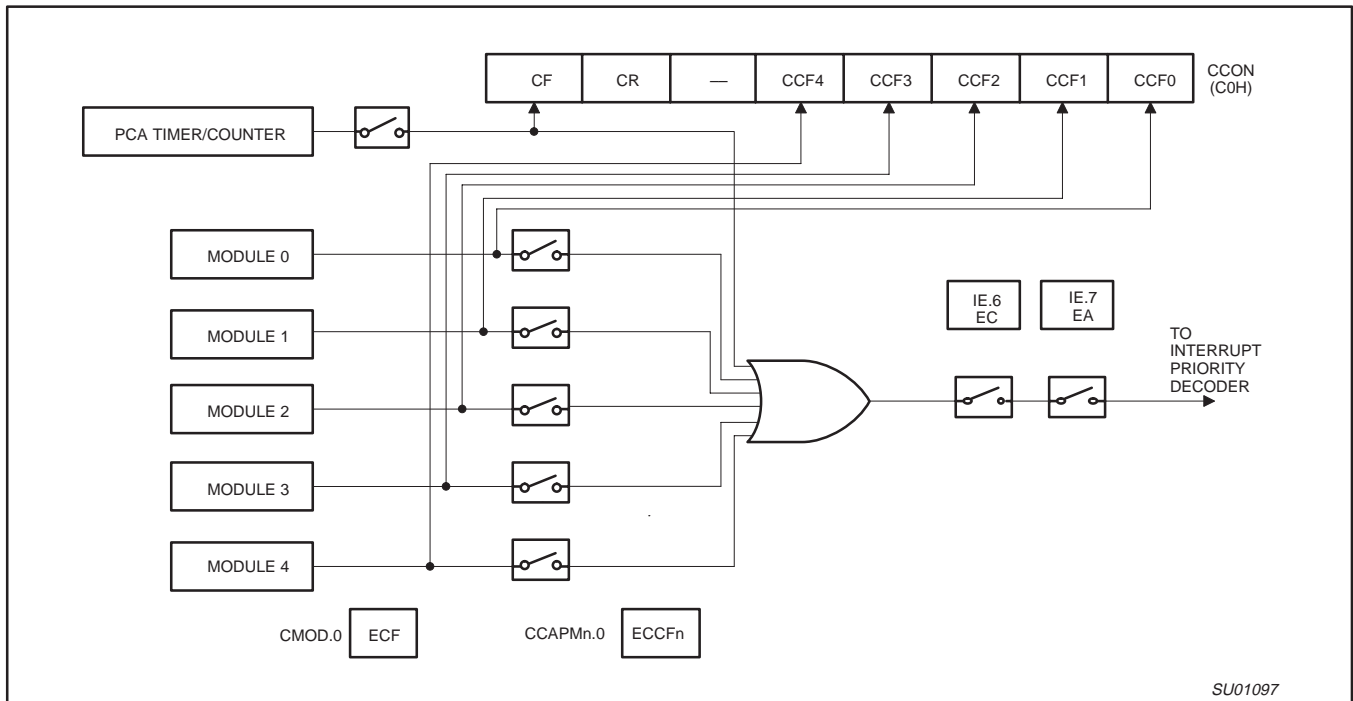 CF CR — CCF4 CCF3 CCF2 CCF1 CCF0
CCON
(C0H)
PCA TIMER/COUNTER
MODULE 0
MODULE 1
MODULE 2
MODULE 3
MODULE 4
IE.6
EC
IE.7
EA
TO
INTERRUPT
PRIORITY
DECODER
CMOD.0 ECF
CCAPMn.0 ECCFn
SU01097